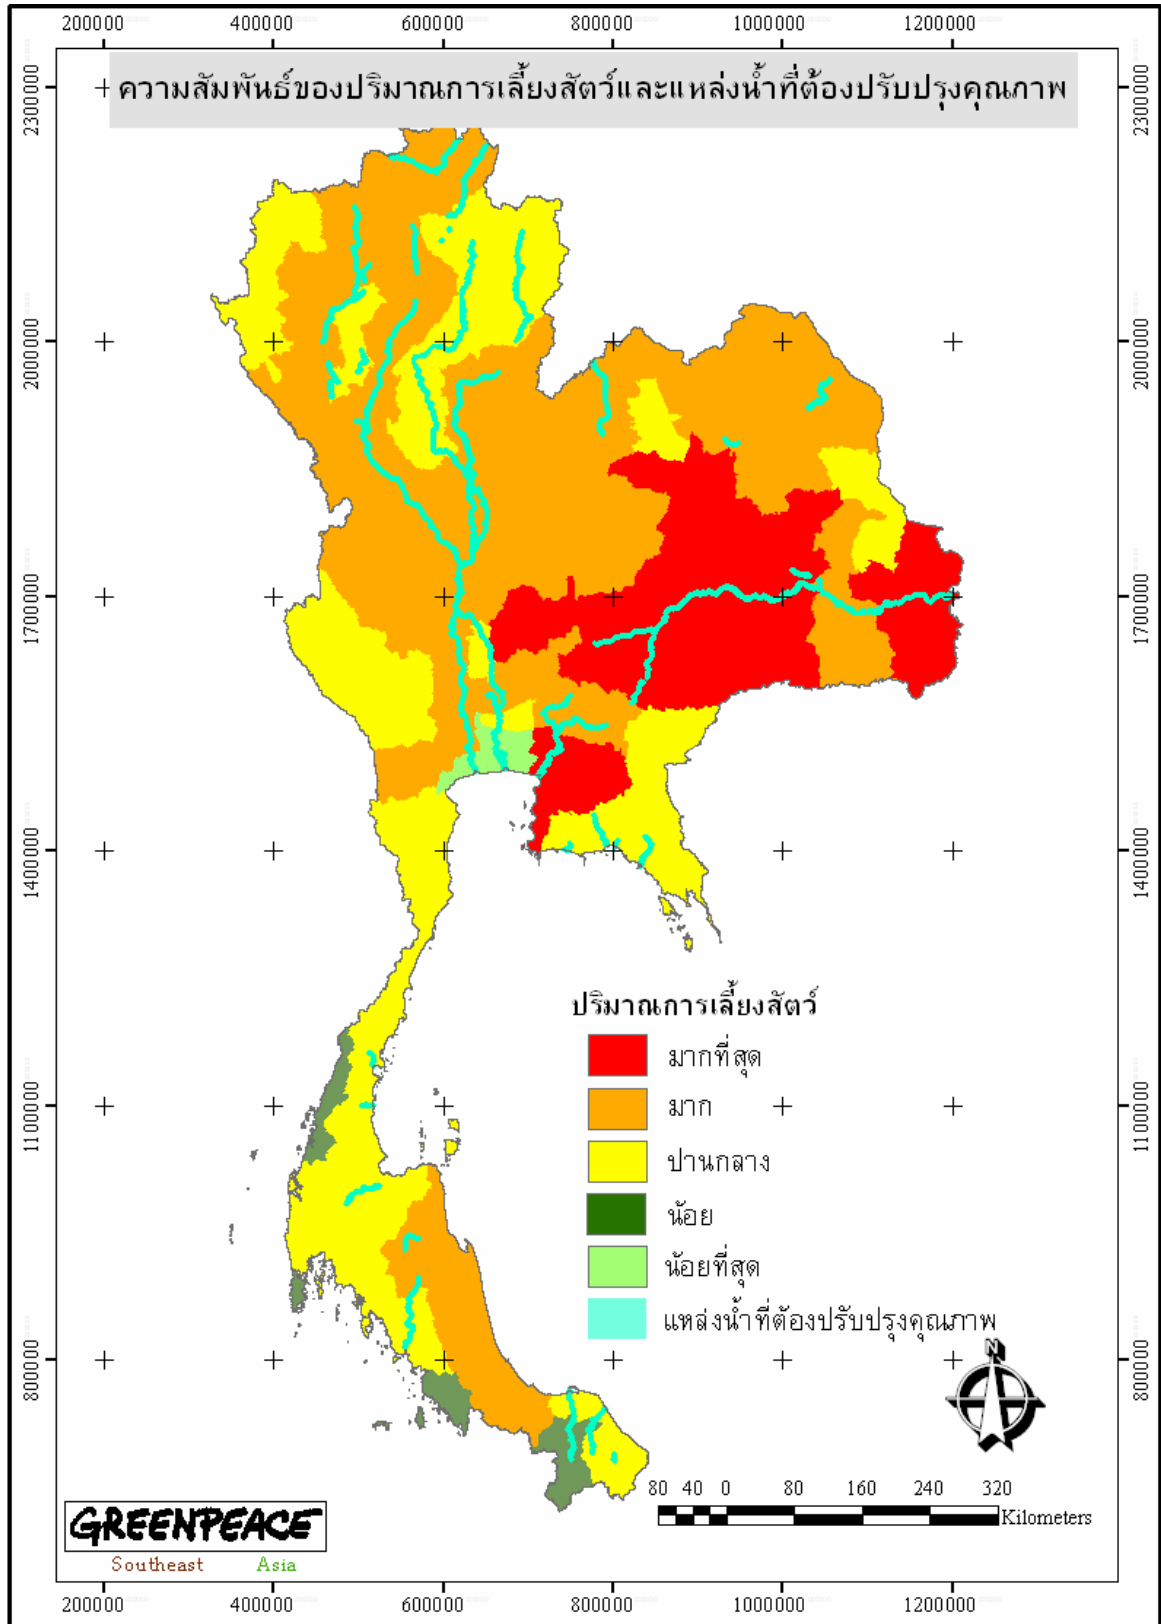 200000 400000 600000 800000 1000000 1200000
ความสัมพันธ์ของปริมาณการเลี้ยงสัตว์และแหล่งน้ำที่ต้องปรับปรุงคุณภาพ
2300000 2300000
2000000 2000000
1700000 1700000
1400000 1400000
ปริมาณการเลี้ยงสัตว์
มากที่สุด
มาก
1100000 1100000
ปานกลาง
น้อย
น้อยที่สุด
แหล่งน้ำที่ต้องปรับปรุงคุณภาพ
N
800000 800000
80 40 0 80 160 240 320
Kilometers
GREENPEACE
Southeast Asia
200000 400000 600000 800000 1000000 1200000